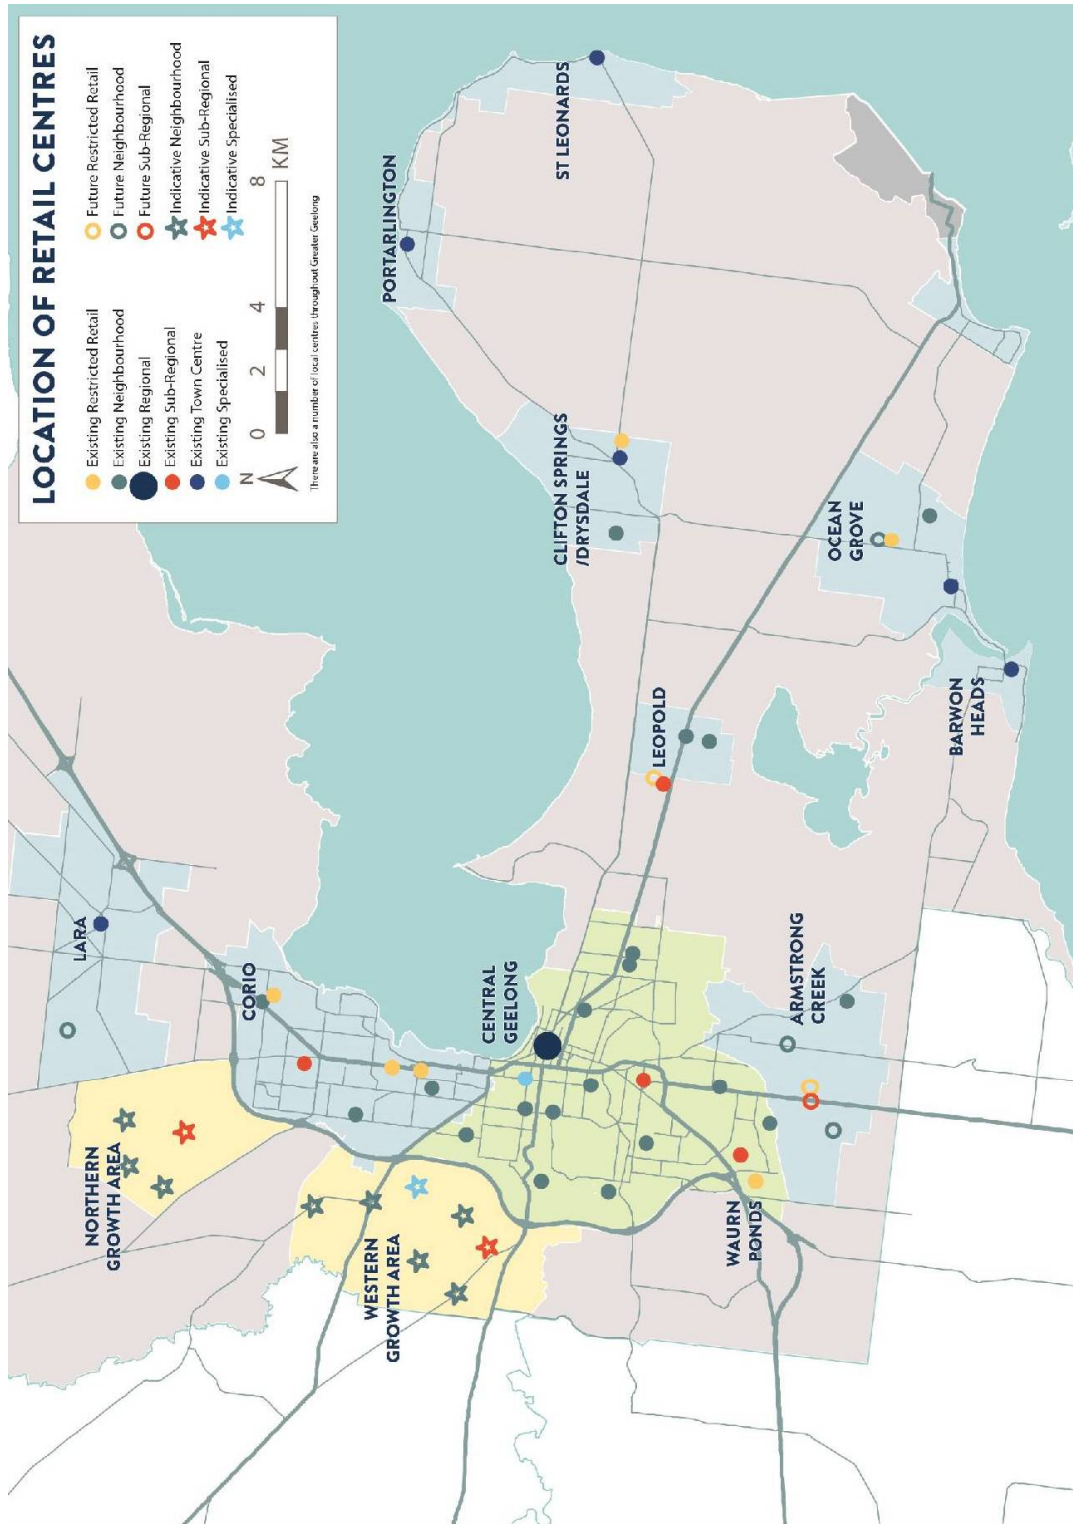 LOCATION OF RETAIL CENTRES
Existing Restricted Retail
Existing Neighbourhood
Existing Regional
Existing Sub-Regional
Existing Town Centre
Existing Specialised
Future Restricted Retail
Future Neighbourhood
Future Sub-Regional
Indicative Neighbourhood
Indicative Sub-Regional
Indicative Specialised
N
0 2 4 8
KM
There are also a number of local centres throughout Greater Geelong
LARA
NORTHERN
GROWTH AREA
CORIO
WESTERN
GROWTH AREA
CENTRAL
GEELONG
PORTARLINGTON
ST LEONARDS
CLIFTON SPRINGS
/DRYSDALE
LEOPOLD
OCEAN
GROVE
WAURN
PONDS
ARMSTRONG
CREEK
BARWON
HEADS